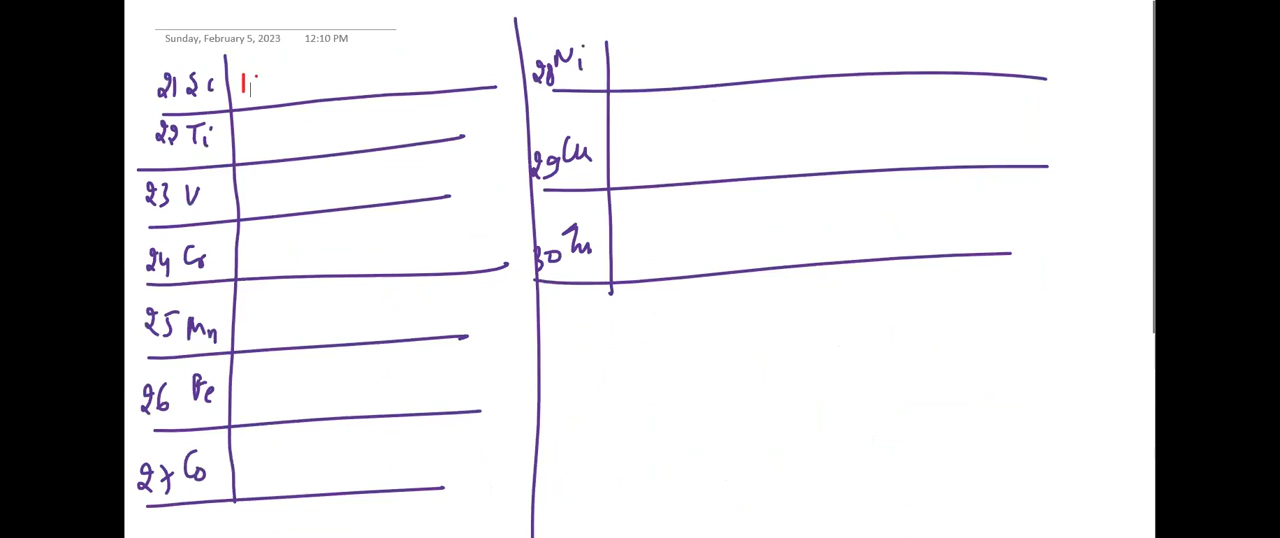 Sunday, February 5, 2023 12:10 PM
21 Sc
22 Ti
23 V
24 Cr
25 Mn
26 Fe
27 Co
28 Ni
29 Cu
30 Zn